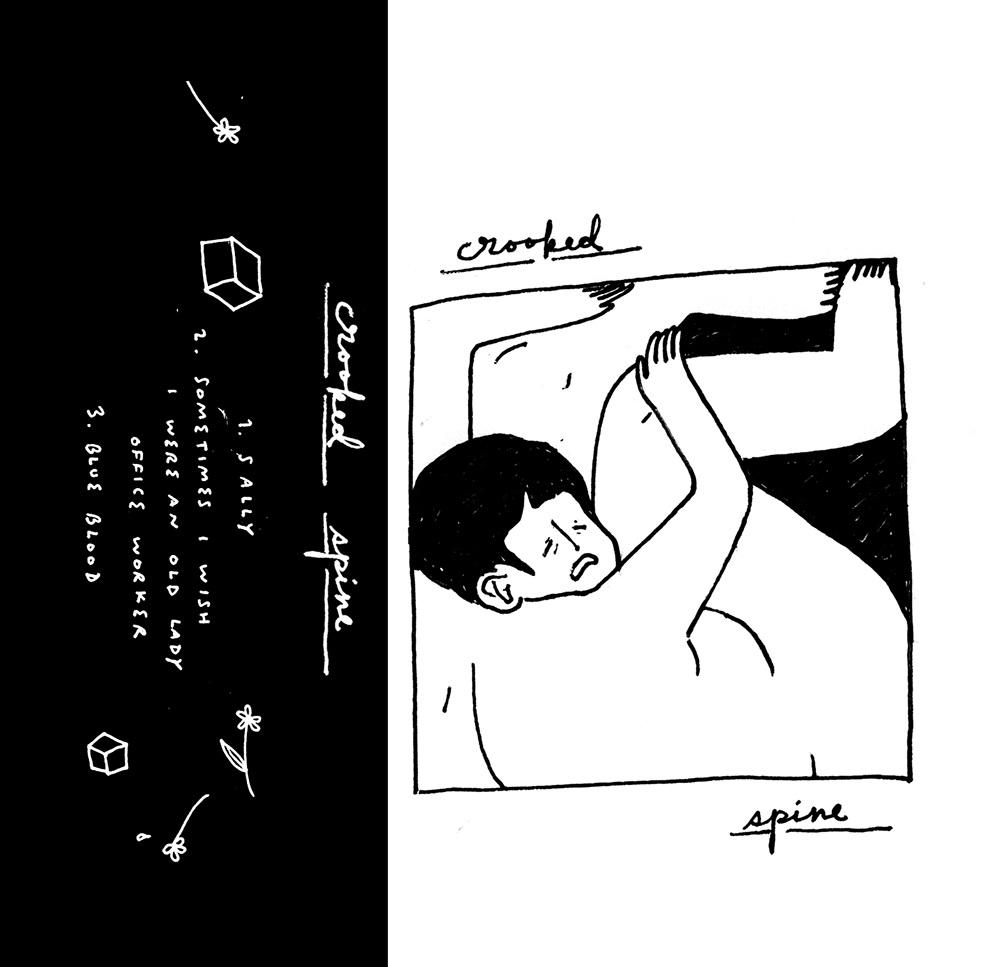 crooked spine
1. SALLY
2. SOMETIMES I WISH
I WERE AN OLD LADY
OFFICE WORKER
3. BLUE BLOOD
crooked
spine